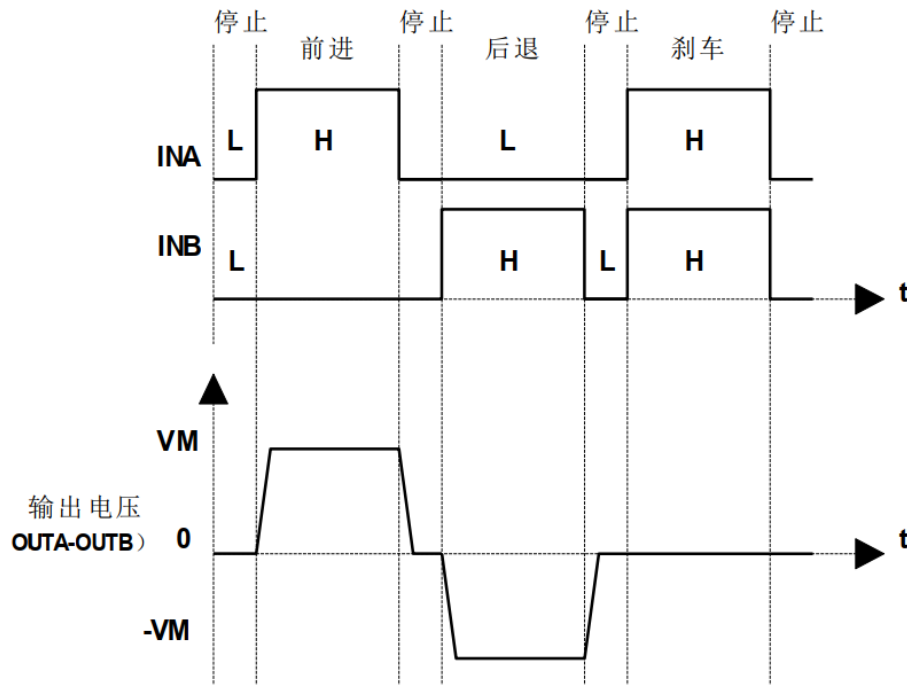 停止 停止 停止 停止
前进 后退 刹车
INA L H L H
INB L H L H
t
VM
输出电压
OUTA-OUTB） 0 t
-VM